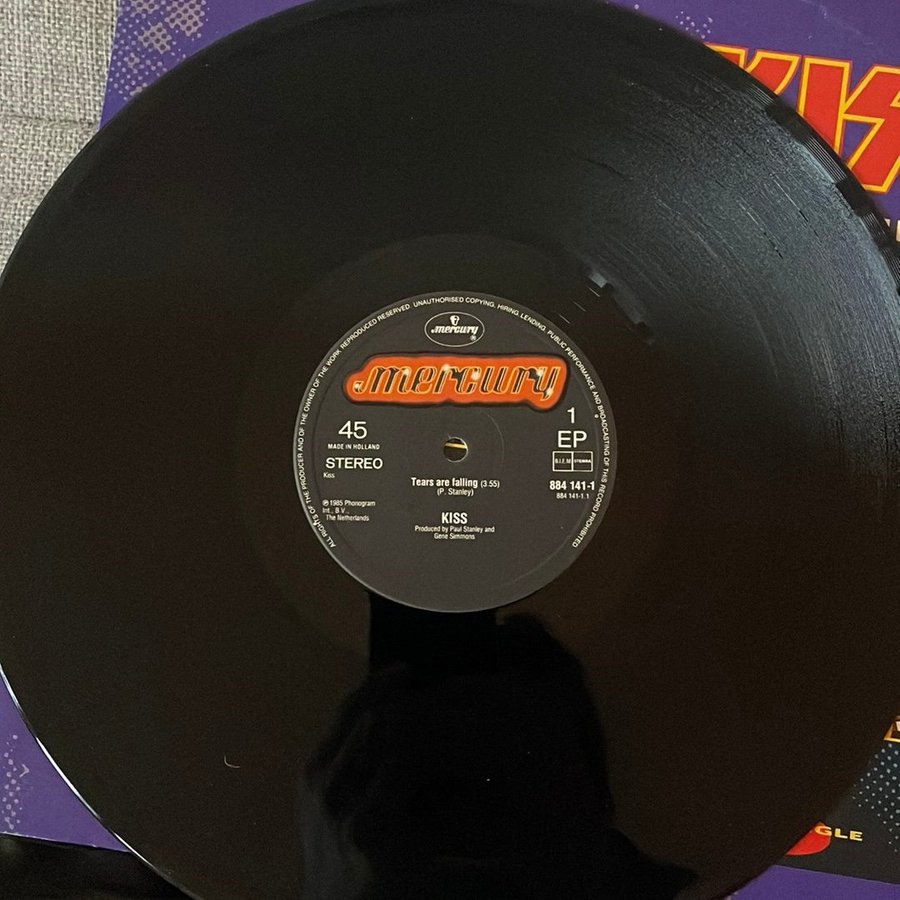 KISS
ALL RIGHTS OF THE PRODUCER AND OF THE OWNER OF THE WORK REPRODUCED RESERVED. UNAUTHORISED COPYING, HIRING, LENDING, PUBLIC PERFORMANCE AND BROADCASTING OF THIS RECORD PROHIBITED
mercury
®
mercury
45
MADE IN HOLLAND
STEREO
Kiss
℗ 1985 Phonogram
Int., B.V.,
The Netherlands
1
EP
B.I.E.M. STEMRA
884 141-1
884 141-1.1
Tears are falling (3.55)
(P. Stanley)
KISS
Produced by Paul Stanley and
Gene Simmons
GLE